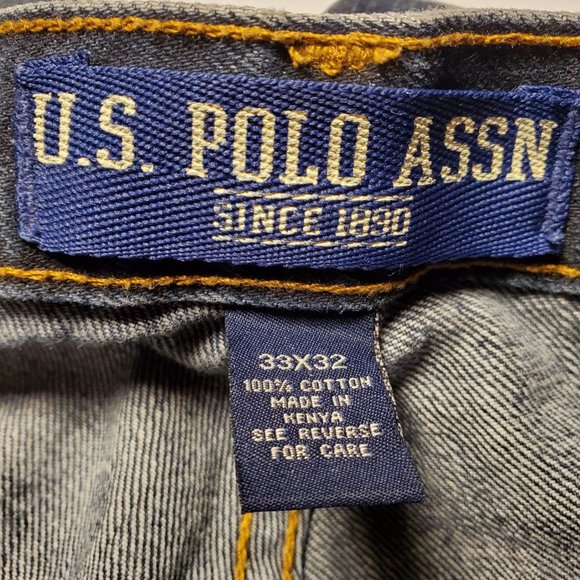 U.S. POLO ASSN
SINCE 1890
33X32
100% COTTON
MADE IN
KENYA
SEE REVERSE
FOR CARE